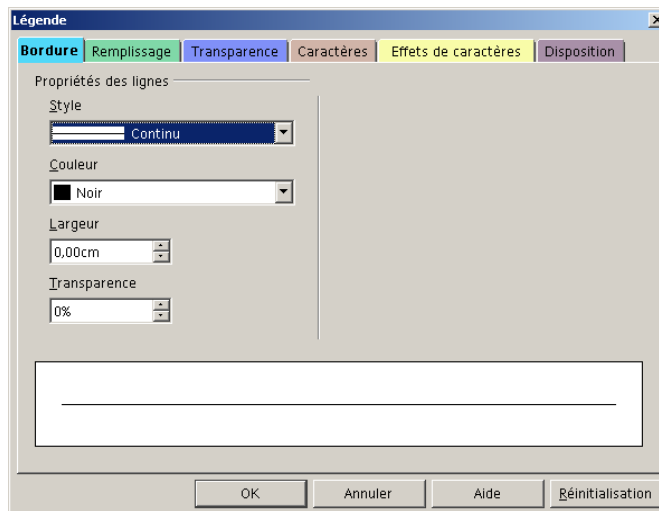 Légende
Bordure Remplissage Transparence Caractères Effets de caractères Disposition
Propriétés des lignes
Style
Continu
Couleur
Noir
Largeur
0,00cm
Transparence
0%
OK Annuler Aide Réinitialisation